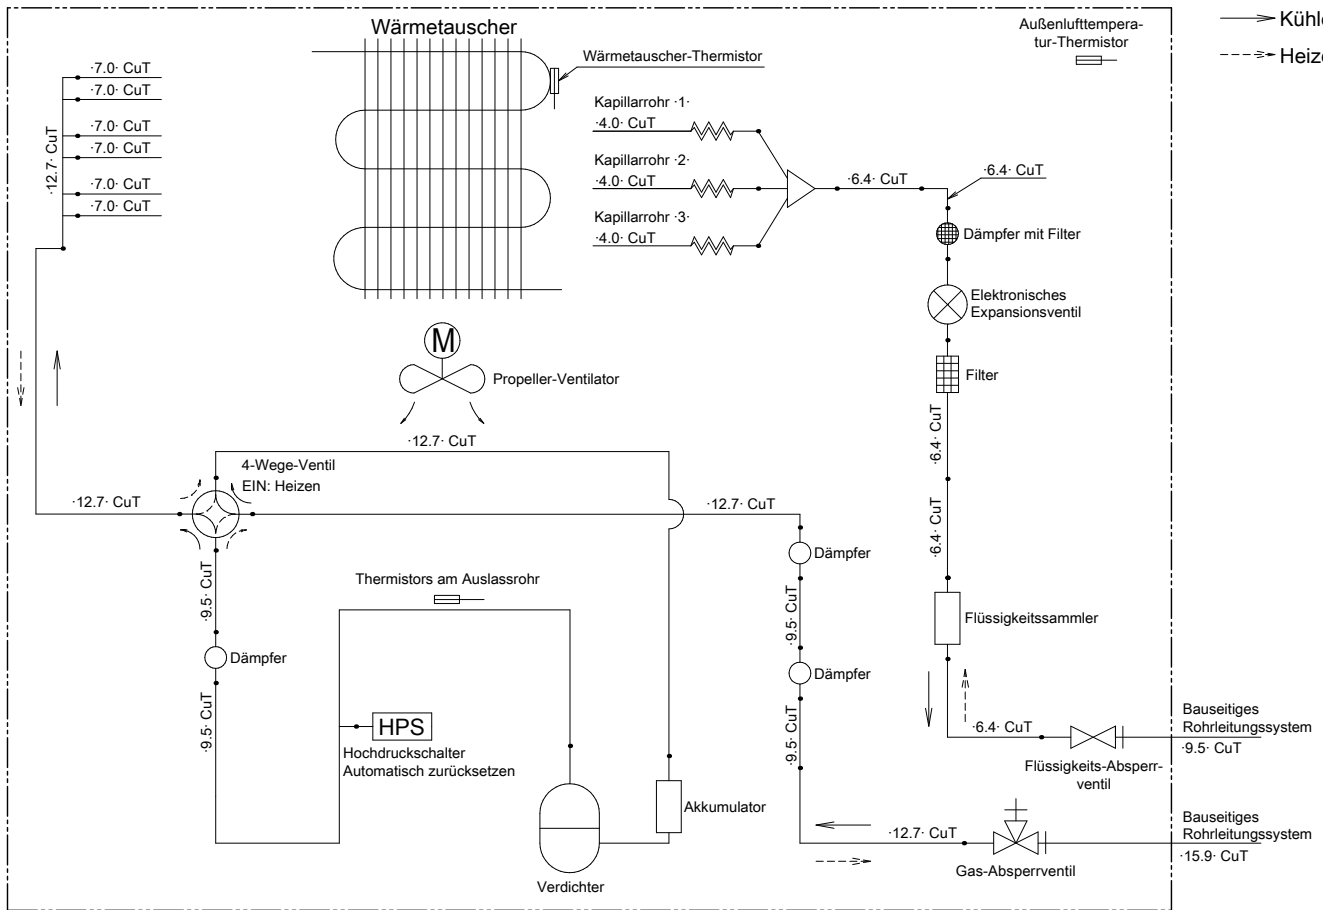 Wärmetauscher
Außenlufttempera-
tur-Thermistor
Kühle
Heize
Wärmetauscher-Thermistor
·7.0· CuT
·7.0· CuT
·7.0· CuT
·7.0· CuT
·7.0· CuT
·7.0· CuT
·12.7· CuT
Kapillarrohr ·1·
·4.0· CuT
Kapillarrohr ·2·
·4.0· CuT
Kapillarrohr ·3·
·4.0· CuT
·6.4· CuT
·6.4· CuT
Dämpfer mit Filter
Elektronisches
Expansionsventil
Filter
M
Propeller-Ventilator
·12.7· CuT
·6.4· CuT
4-Wege-Ventil
EIN: Heizen
·12.7· CuT
·12.7· CuT
·6.4· CuT
Dämpfer
Thermistors am Auslassrohr
·9.5· CuT
·9.5· CuT
Flüssigkeitssammler
Dämpfer
Dämpfer
·9.5· CuT
·9.5· CuT
HPS
Hochdruckschalter
Automatisch zurücksetzen
·6.4· CuT
Bauseitiges
Rohrleitungssystem
·9.5· CuT
Flüssigkeits-Absperr-
ventil
Akkumulator
Verdichter
·12.7· CuT
Gas-Absperrventil
Bauseitiges
Rohrleitungssystem
·15.9· CuT